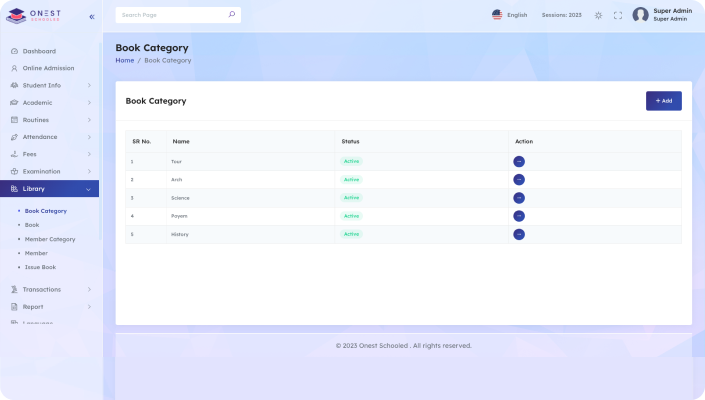 ONEST
SCHOOLED
Search Page
English
Sessions: 2023
Super Admin
Super Admin
Dashboard
Online Admission
Student Info
Academic
Routines
Attendance
Fees
Examination
Library
Book Category
Book
Member Category
Member
Issue Book
Transactions
Report
Language
Book Category
Home / Book Category
Book Category
+ Add
SR No. Name Status Action
1 Tour Active
2 Arch Active
3 Science Active
4 Poyem Active
5 History Active
© 2023 Onest Schooled . All rights reserved.